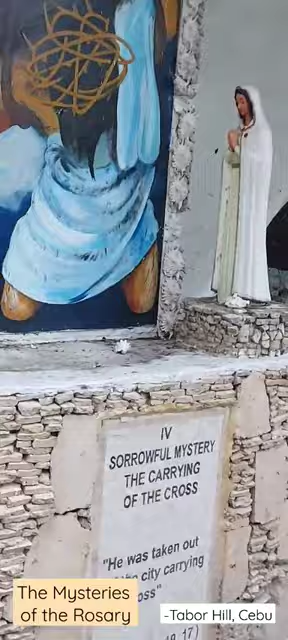 IV
SORROWFUL MYSTERY
THE CARRYING
OF THE CROSS
"He was taken out
city carrying
oss"
17]
The Mysteries
of the Rosary
-Tabor Hill, Cebu